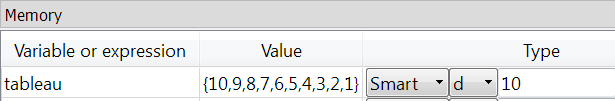 Memory
Variable or expression Value Type
tableau {10,9,8,7,6,5,4,3,2,1} Smart d 10